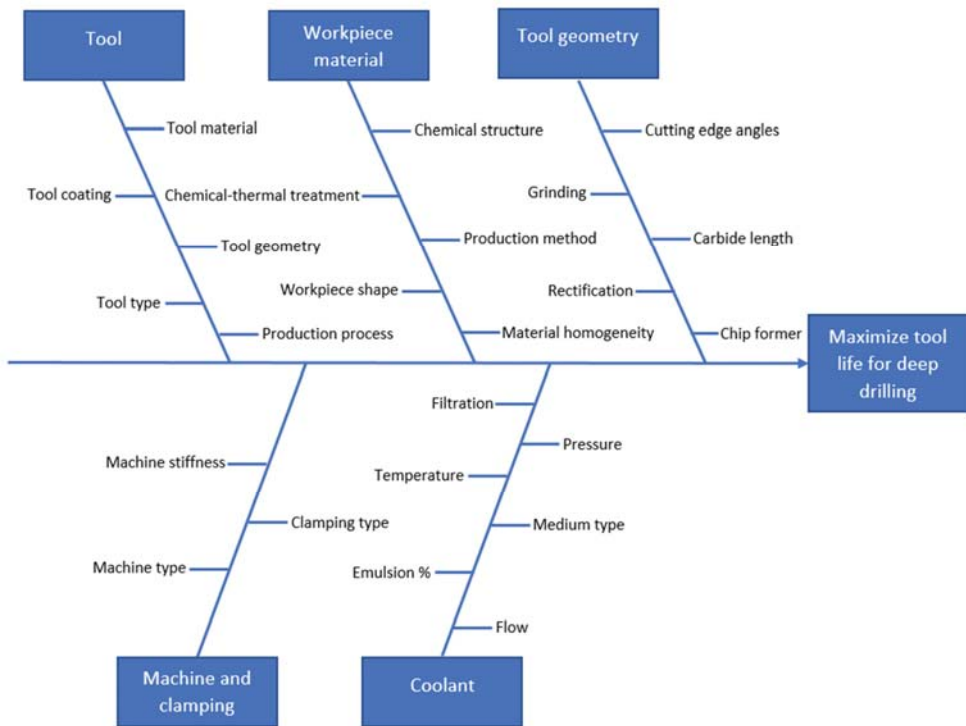 Tool
Workpiece
material
Tool geometry
Tool material
Tool coating
Tool geometry
Tool type
Production process
Chemical structure
Chemical-thermal treatment
Production method
Workpiece shape
Material homogeneity
Cutting edge angles
Grinding
Carbide length
Rectification
Chip former
Maximize tool
life for deep
drilling
Machine stiffness
Clamping type
Machine type
Filtration
Pressure
Temperature
Medium type
Emulsion %
Flow
Machine and
clamping
Coolant